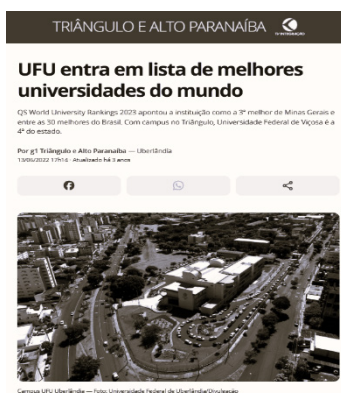 TRIÂNGULO E ALTO PARANAÍBA
UFU entra em lista de melhores
universidades do mundo
QS World University Rankings 2023 apontou a instituição como a 3ª melhor de Minas Gerais e
entre as 30 melhores do Brasil. Com campus no Triângulo, Universidade Federal de Viçosa é a
4ª do estado.
Por g1 Triângulo e Alto Paranaíba — Uberlândia
13/06/2022 17h14 · Atualizado há 3 anos
Campus UFU Uberlândia — Foto: Universidade Federal de Uberlândia/Divulgação